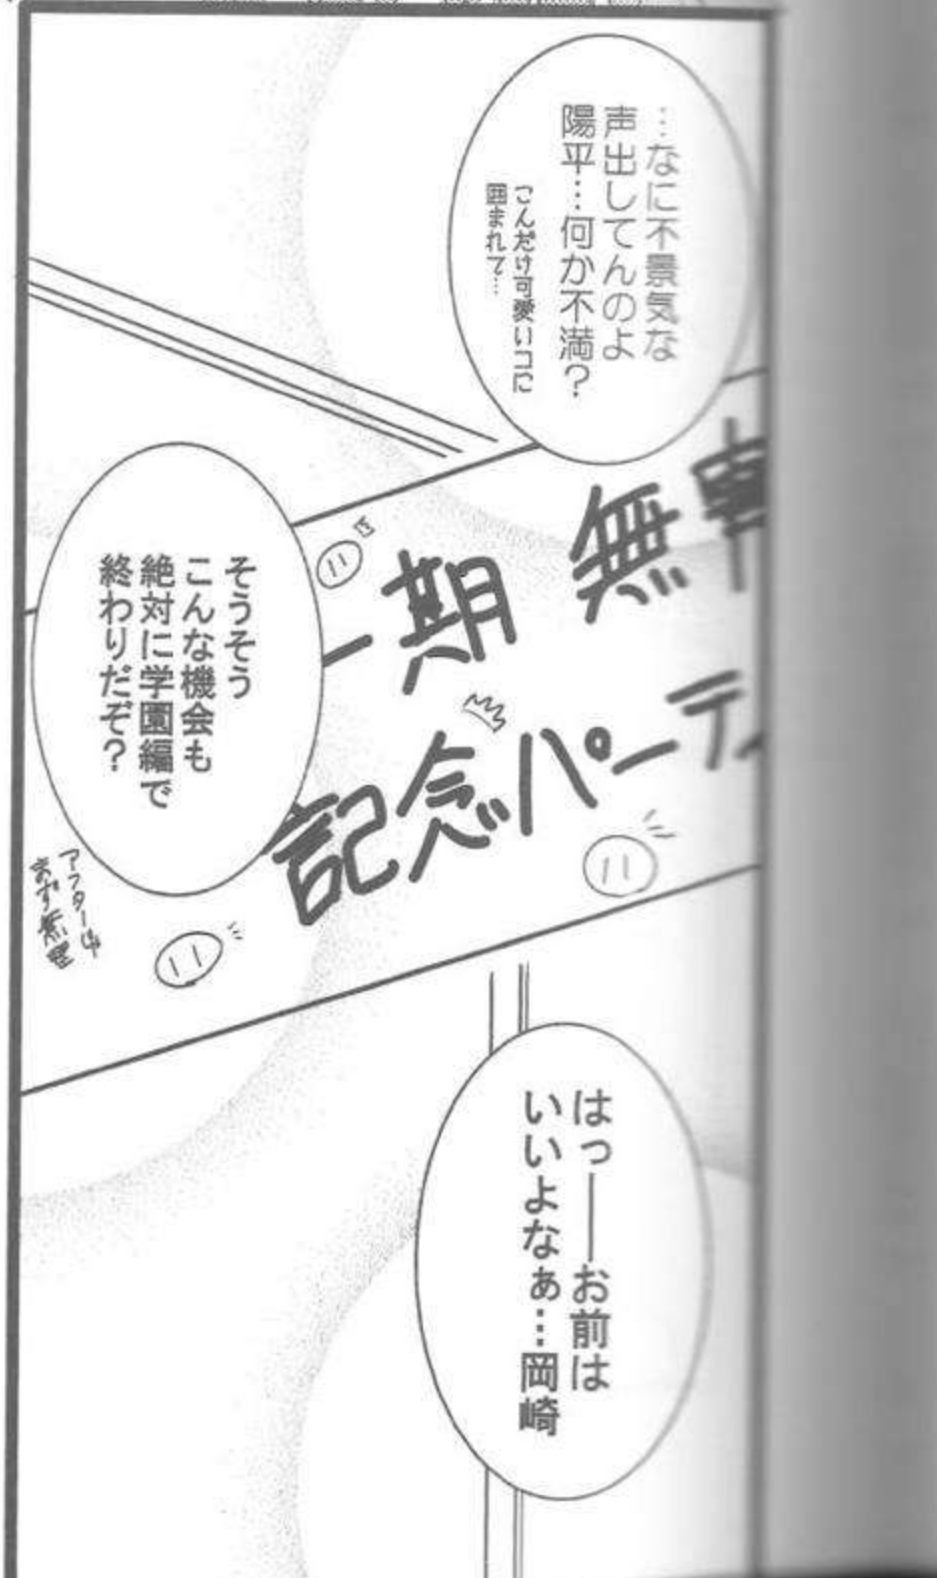 …なに不景気な
声出してんのよ
陽平…何か不満?
こんだけ可愛いコに
囲まれて…
一期 無事
記念パーティ
そうそう
こんな機会も
絶対に学園編で
終わりだぞ?
アフターは
まず無理
はっ――お前は
いいよなぁ…岡崎